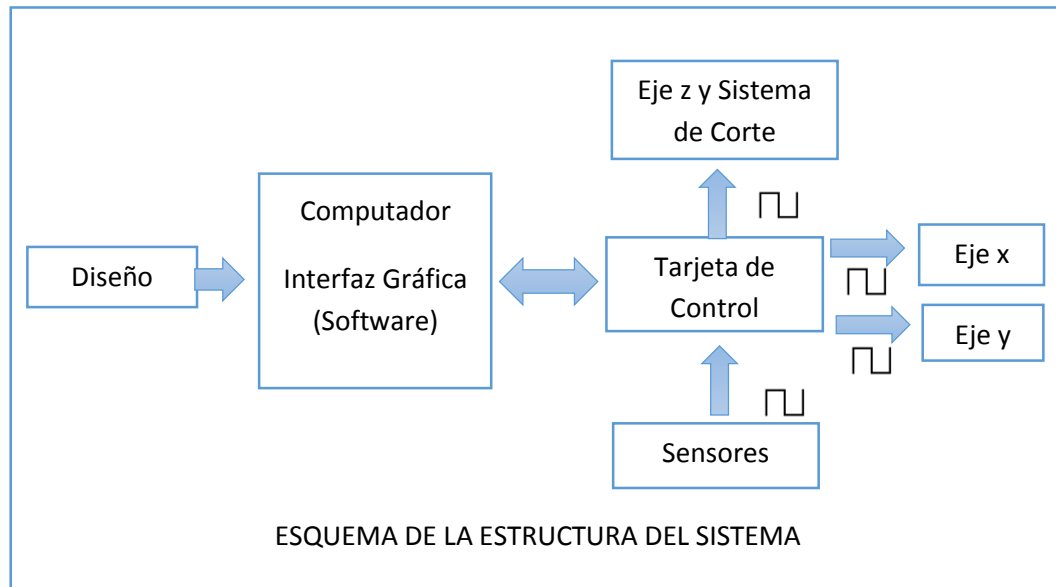 Eje z y Sistema
de Corte
Computador
Interfaz Gráfica
(Software)
Diseño
Tarjeta de
Control
Eje x
Eje y
Sensores
ESQUEMA DE LA ESTRUCTURA DEL SISTEMA